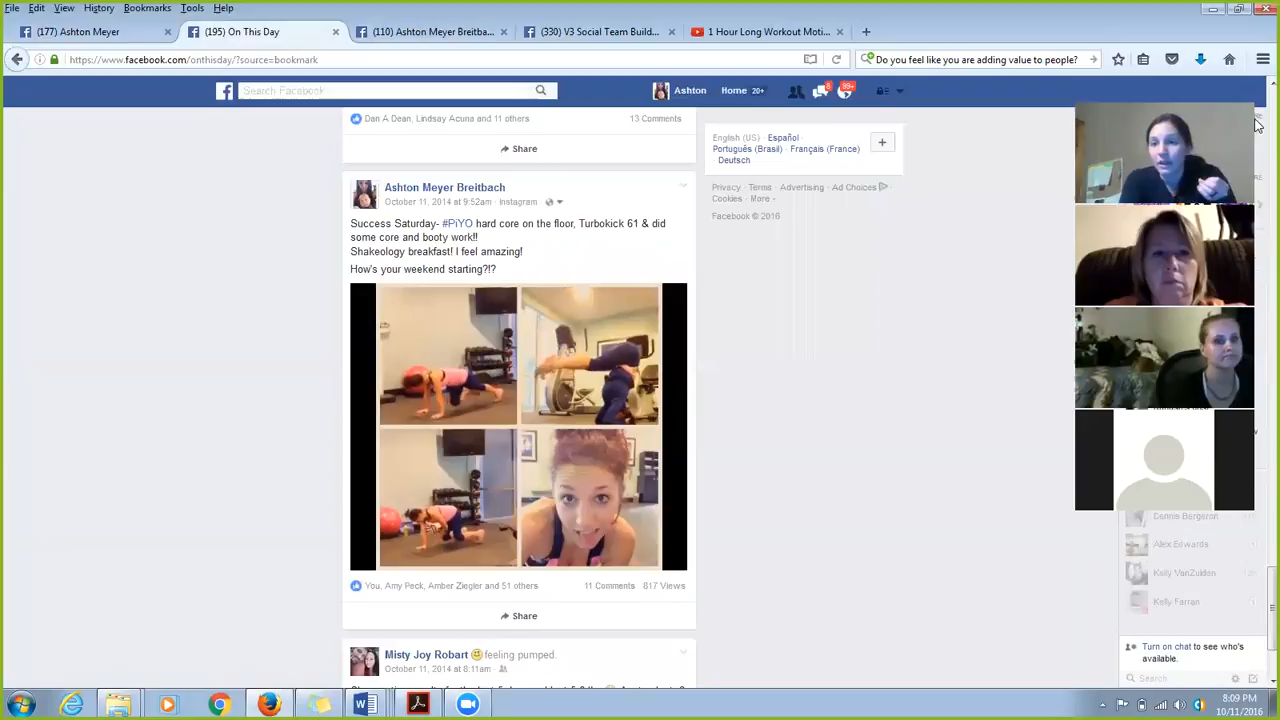 File Edit View History Bookmarks Tools Help
(177) Ashton Meyer × (195) On This Day × (110) Ashton Meyer Breitba... × (330) V3 Social Team Build... × 1 Hour Long Workout Moti... × +
https://www.facebook.com/onthisday/?source=bookmark
Do you feel like you are adding value to people?
Search Facebook
Ashton Home 20+ 6 99+
Dan A Dean, Lindsay Acuna and 11 others 13 Comments
Share
English (US) · Español ·
Português (Brasil) · Français (France) ·
Deutsch
Privacy · Terms · Advertising · Ad Choices ·
Cookies · More
Facebook © 2016
Ashton Meyer Breitbach
October 11, 2014 at 9:52am · Instagram ·
Success Saturday- #PiYO hard core on the floor, Turbokick 61 & did
some core and booty work!!
Shakeology breakfast! I feel amazing!
How's your weekend starting?!?
You, Amy Peck, Amber Ziegler and 51 others 11 Comments 817 Views
Share
Misty Joy Robart feeling pumped.
October 11, 2014 at 8:11am ·
Dennie Bergeron
Alex Edwards
Kelly VanZuiden
Kelly Farran
Turn on chat to see who's
available.
Search
8:09 PM
10/11/2016